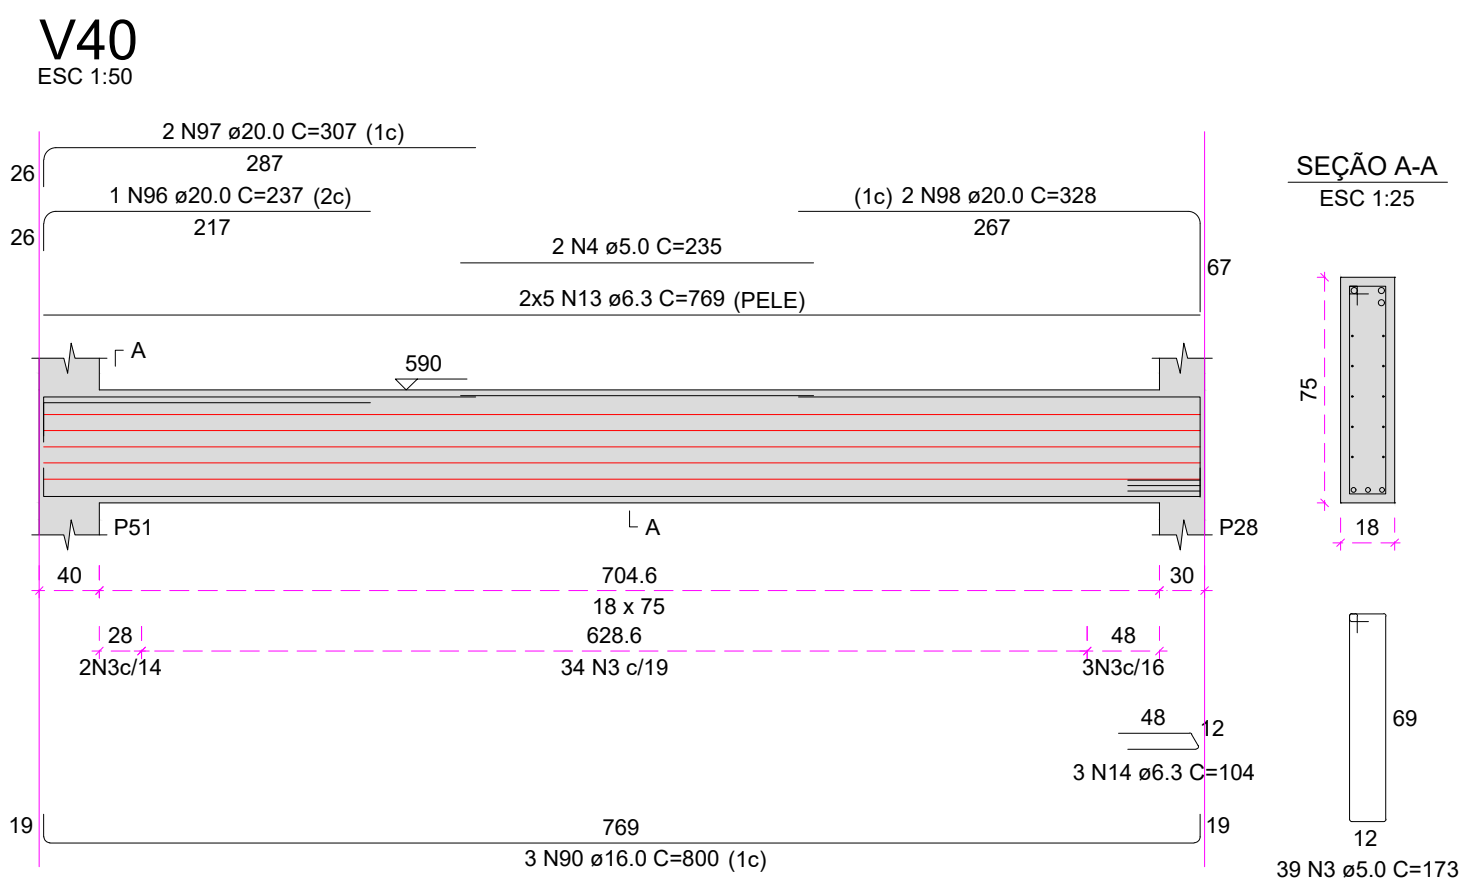 V40
ESC 1:50
2 N97 ø20.0 C=307 (1c)
287
26
1 N96 ø20.0 C=237 (2c)
217
26
(1c) 2 N98 ø20.0 C=328
267
67
2 N4 ø5.0 C=235
2x5 N13 ø6.3 C=769 (PELE)
A
590
P51
A
P28
40
704.6
30
18 x 75
28
628.6
48
2N3c/14
34 N3 c/19
3N3c/16
48
12
3 N14 ø6.3 C=104
19
769
19
3 N90 ø16.0 C=800 (1c)
SEÇÃO A-A
ESC 1:25
75
18
69
12
39 N3 ø5.0 C=173